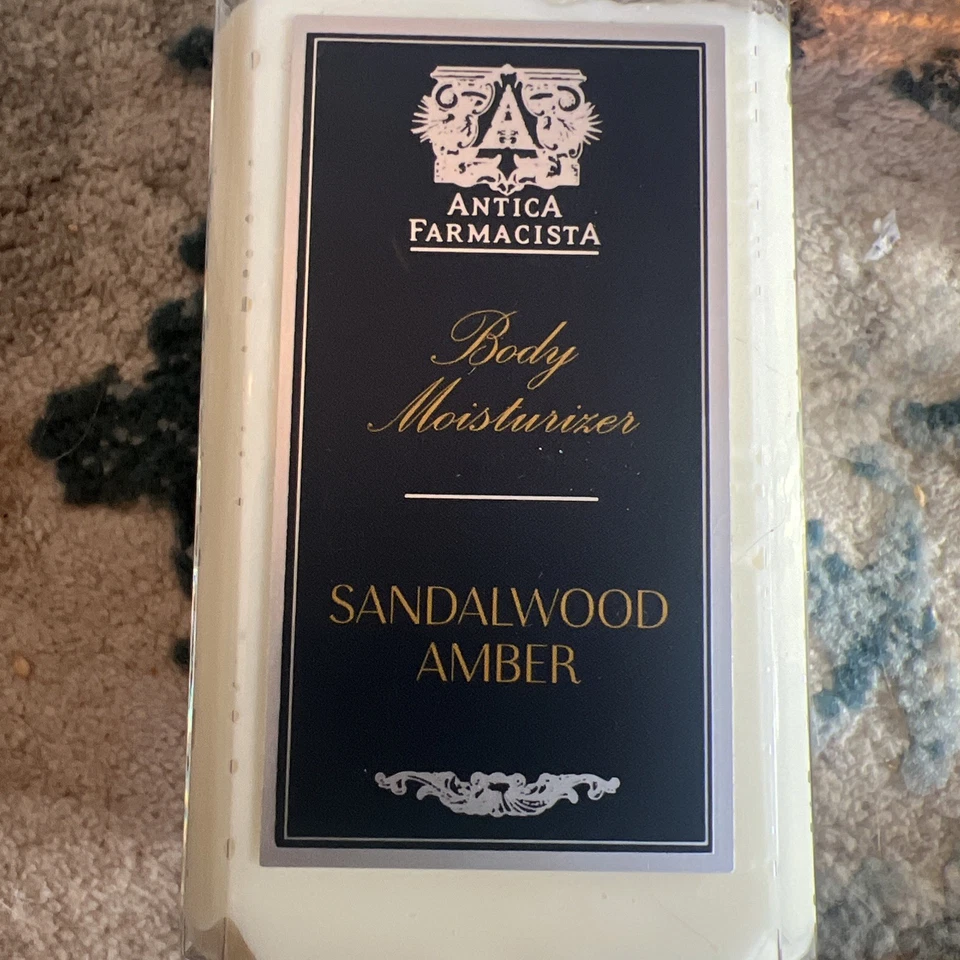 A
ANTICA
FARMACISTA
Body
Moisturizer
SANDALWOOD
AMBER